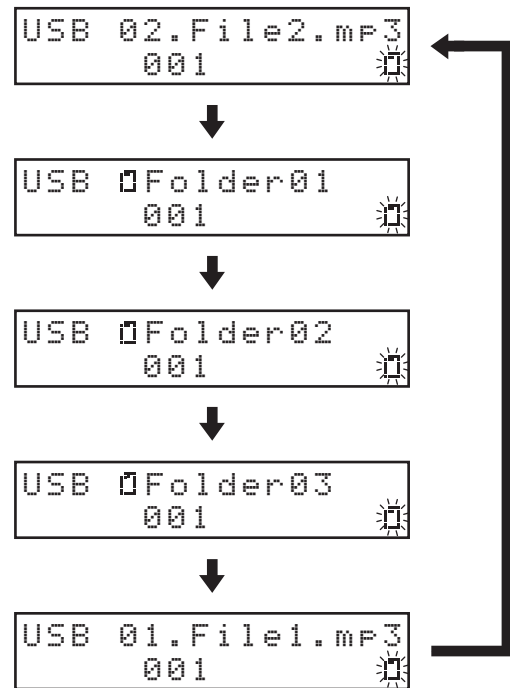 USB 02.File2.mp3
001
USB Folder01
001
USB Folder02
001
USB Folder03
001
USB 01.File1.mp3
001